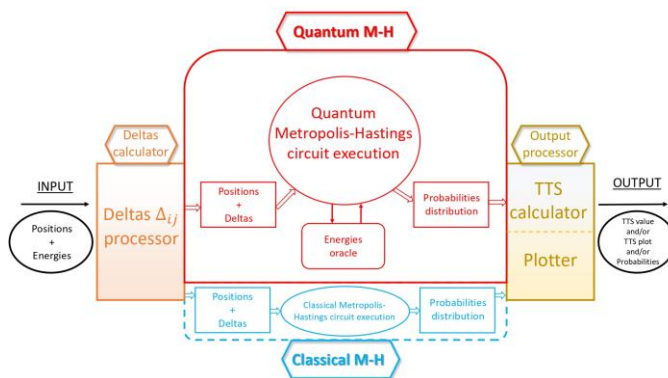 Quantum M-H
Quantum
Metropolis-Hastings
circuit execution
Deltas
calculator
Output
processor
INPUT
Positions
+
Energies
Deltas Δij
processor
Positions
+
Deltas
Energies
oracle
Probabilities
distribution
TTS
calculator
Plotter
OUTPUT
TTS value
and/or
TTS plot
and/or
Probabilities
Positions
+
Deltas
Classical Metropolis-
Hastings circuit execution
Probabilities
distribution
Classical M-H